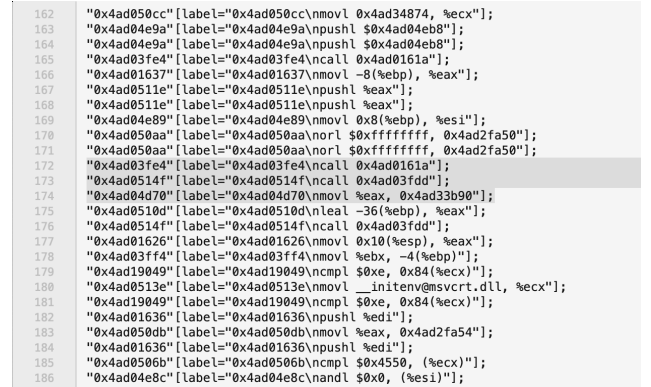 162 "0x4ad050cc"[label="0x4ad050cc\nmovl 0x4ad34874, %ecx"];
163 "0x4ad04e9a"[label="0x4ad04e9a\npushl $0x4ad04eb8"];
164 "0x4ad04e9a"[label="0x4ad04e9a\npushl $0x4ad04eb8"];
165 "0x4ad03fe4"[label="0x4ad03fe4\ncall 0x4ad0161a"];
166 "0x4ad01637"[label="0x4ad01637\nmovl -8(%ebp), %eax"];
167 "0x4ad0511e"[label="0x4ad0511e\npushl %eax"];
168 "0x4ad0511e"[label="0x4ad0511e\npushl %eax"];
169 "0x4ad04e89"[label="0x4ad04e89\nmovl 0x8(%ebp), %esi"];
170 "0x4ad050aa"[label="0x4ad050aa\norl $0xffffffff, 0x4ad2fa50"];
171 "0x4ad050aa"[label="0x4ad050aa\norl $0xffffffff, 0x4ad2fa50"];
172 "0x4ad03fe4"[label="0x4ad03fe4\ncall 0x4ad0161a"];
173 "0x4ad0514f"[label="0x4ad0514f\ncall 0x4ad03fdd"];
174 "0x4ad04d70"[label="0x4ad04d70\nmovl %eax, 0x4ad33b90"];
175 "0x4ad0510d"[label="0x4ad0510d\nleal -36(%ebp), %eax"];
176 "0x4ad0514f"[label="0x4ad0514f\ncall 0x4ad03fdd"];
177 "0x4ad01626"[label="0x4ad01626\nmovl 0x10(%esp), %eax"];
178 "0x4ad03ff4"[label="0x4ad03ff4\nmovl %ebx, -4(%ebp)"];
179 "0x4ad19049"[label="0x4ad19049\ncmpl $0xe, 0x84(%ecx)"];
180 "0x4ad0513e"[label="0x4ad0513e\nmovl __initenv@msvcrt.dll, %ecx"];
181 "0x4ad19049"[label="0x4ad19049\ncmpl $0xe, 0x84(%ecx)"];
182 "0x4ad01636"[label="0x4ad01636\npushl %edi"];
183 "0x4ad050db"[label="0x4ad050db\nmovl %eax, 0x4ad2fa54"];
184 "0x4ad01636"[label="0x4ad01636\npushl %edi"];
185 "0x4ad0506b"[label="0x4ad0506b\ncmpl $0x4550, (%ecx)"];
186 "0x4ad04e8c"[label="0x4ad04e8c\nandl $0x0, (%esi)"];